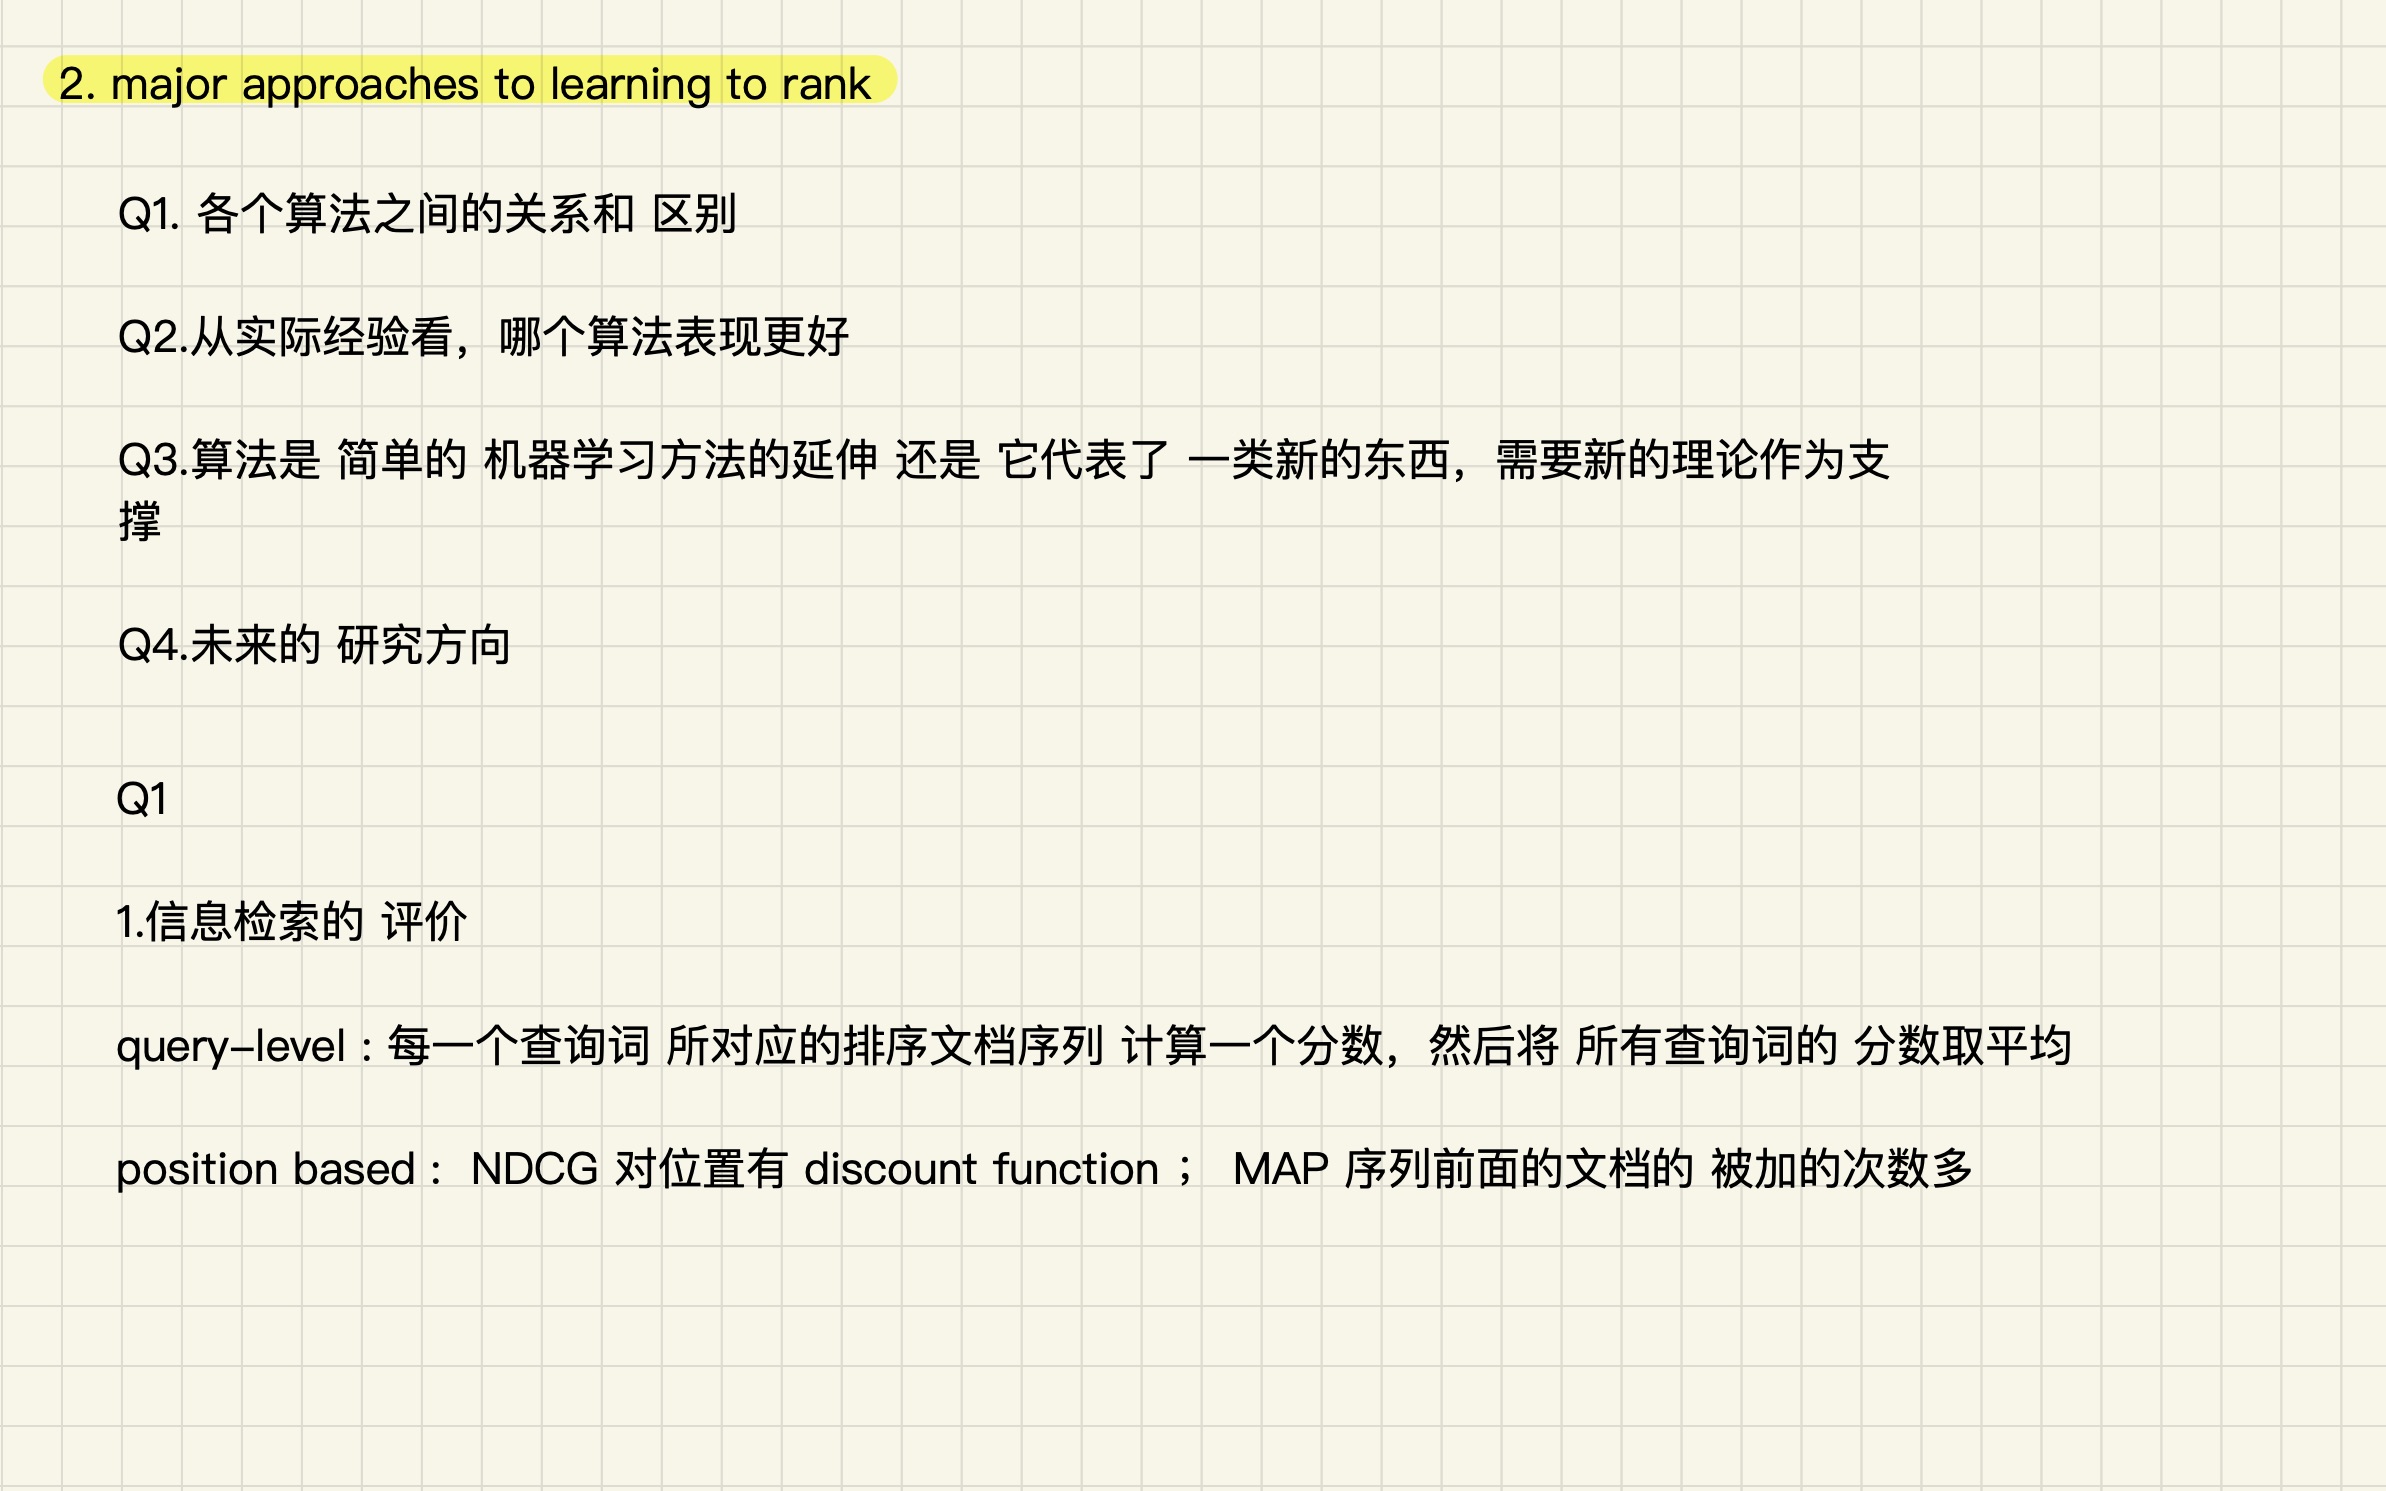 2. major approaches to learning to rank
Q1. 各个算法之间的关系和 区别
Q2.从实际经验看，哪个算法表现更好
Q3.算法是 简单的 机器学习方法的延伸 还是 它代表了 一类新的东西，需要新的理论作为支
撑
Q4.未来的 研究方向
Q1
1.信息检索的 评价
query-level : 每一个查询词 所对应的排序文档序列 计算一个分数，然后将 所有查询词的 分数取平均
position based : NDCG 对位置有 discount function ； MAP 序列前面的文档的 被加的次数多